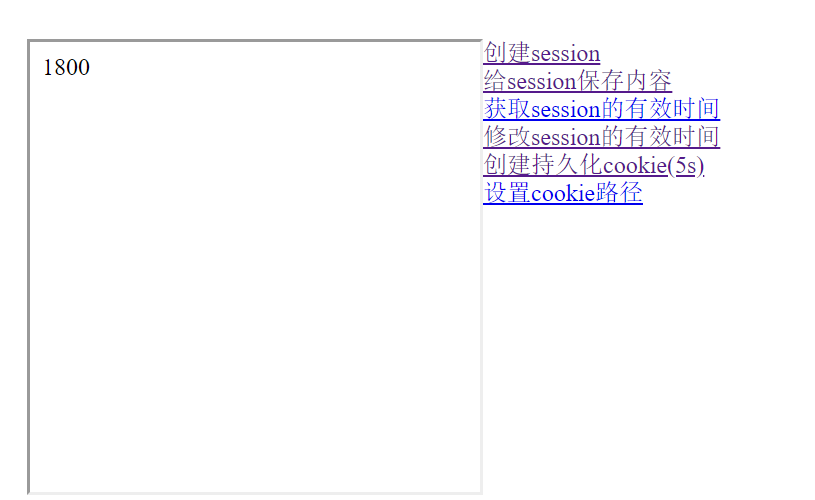 1800
创建session
给session保存内容
获取session的有效时间
修改session的有效时间
创建持久化cookie(5s)
设置cookie路径